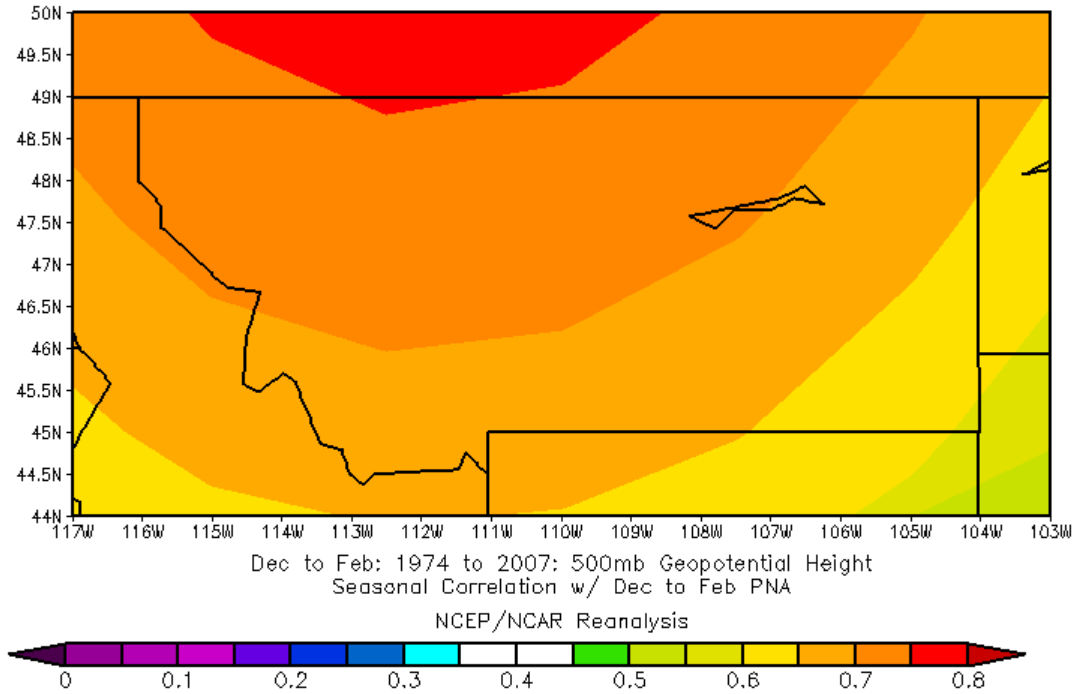 50N
49.5N
49N
48.5N
48N
47.5N
47N
46.5N
46N
45.5N
45N
44.5N
44N
117W 116W 115W 114W 113W 112W 111W 110W 109W 108W 107W 106W 105W 104W 103W
Dec to Feb: 1974 to 2007: 500mb Geopotential Height
Seasonal Correlation w/ Dec to Feb PNA
NCEP/NCAR Reanalysis
0 0.1 0.2 0.3 0.4 0.5 0.6 0.7 0.8